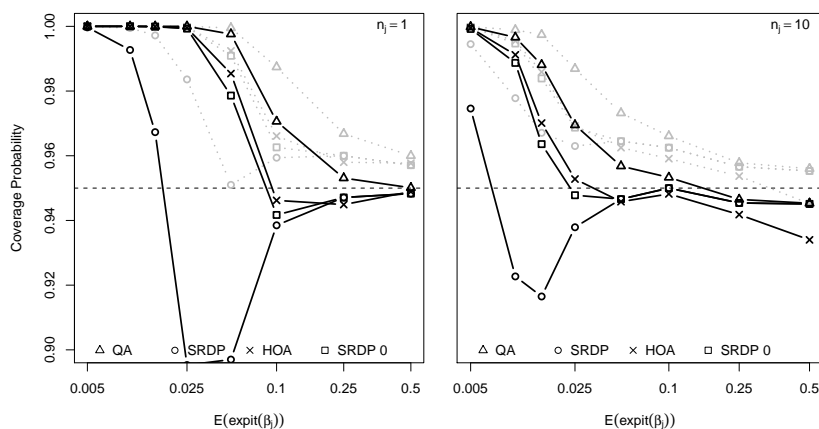 n_j = 1
n_j = 10
Coverage Probability
1.00
0.98
0.96
0.94
0.92
0.90
QA SRDP HOA SRDP 0
QA SRDP HOA SRDP 0
0.005 0.025 0.1 0.25 0.5
0.005 0.025 0.1 0.25 0.5
E(expit(β_j))
E(expit(β_j))